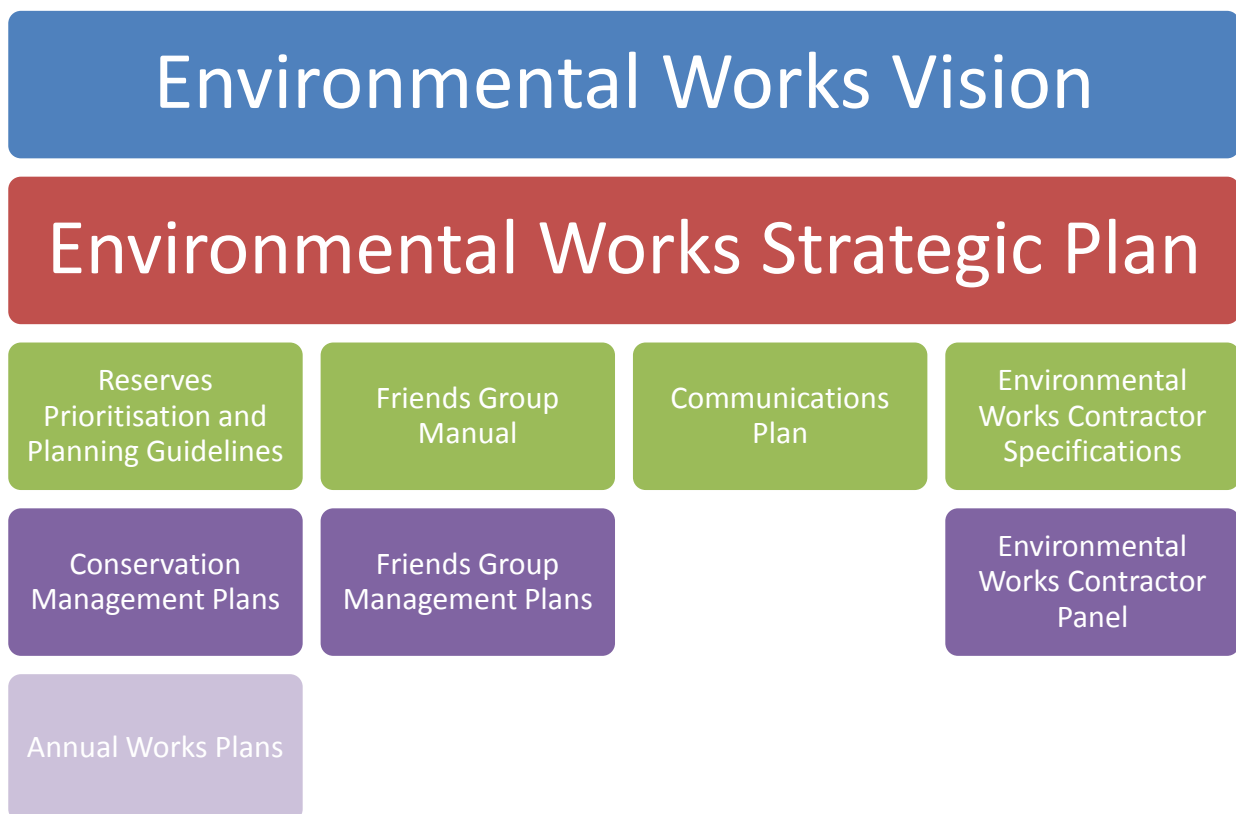 Environmental Works Vision
Environmental Works Strategic Plan
Reserves
Prioritisation and
Planning Guidelines
Friends Group
Manual
Communications
Plan
Environmental
Works Contractor
Specifications
Conservation
Management Plans
Friends Group
Management Plans
Environmental
Works Contractor
Panel
Annual Works Plans